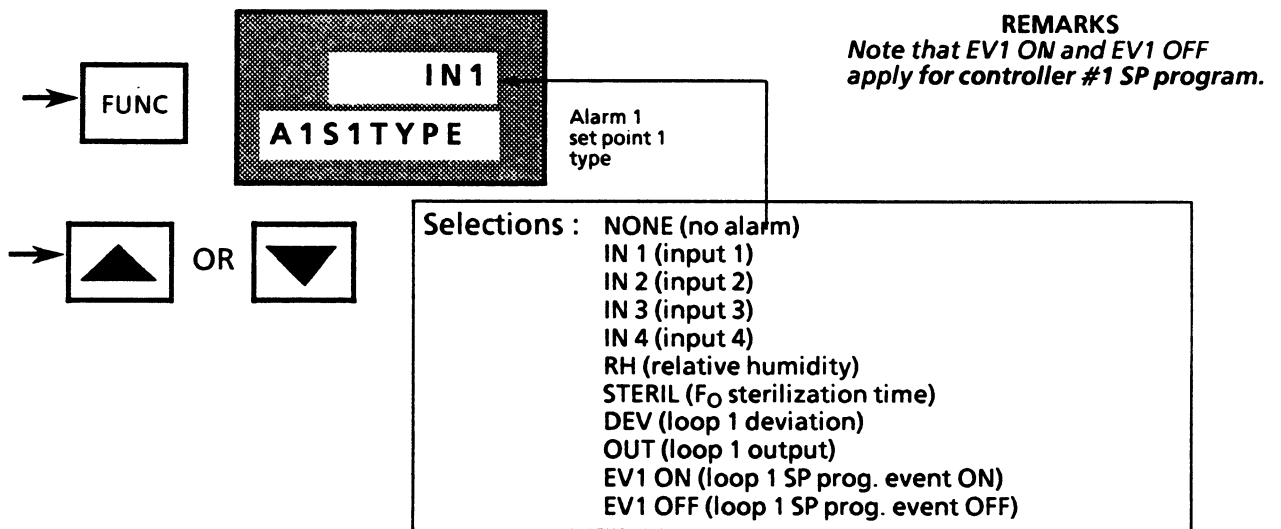 REMARKS
Note that EV1 ON and EV1 OFF
apply for controller #1 SP program.
FUNC
IN1
A1S1TYPE
Alarm 1
set point 1
type
OR
Selections : NONE (no alarm)
IN 1 (input 1)
IN 2 (input 2)
IN 3 (input 3)
IN 4 (input 4)
RH (relative humidity)
STERIL (FO sterilization time)
DEV (loop 1 deviation)
OUT (loop 1 output)
EV1 ON (loop 1 SP prog. event ON)
EV1 OFF (loop 1 SP prog. event OFF)